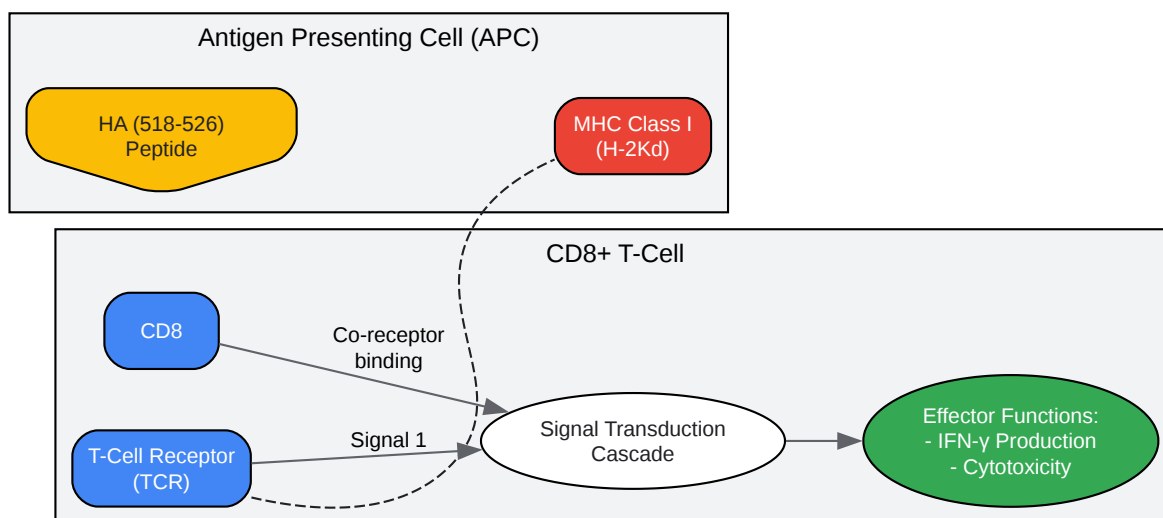 Antigen Presenting Cell (APC)
HA (518-526)
Peptide
MHC Class I
(H-2Kd)
CD8+ T-Cell
CD8
Co-receptor
binding
T-Cell Receptor
(TCR)
Signal 1
Signal Transduction
Cascade
Effector Functions:
- IFN-γ Production
- Cytotoxicity